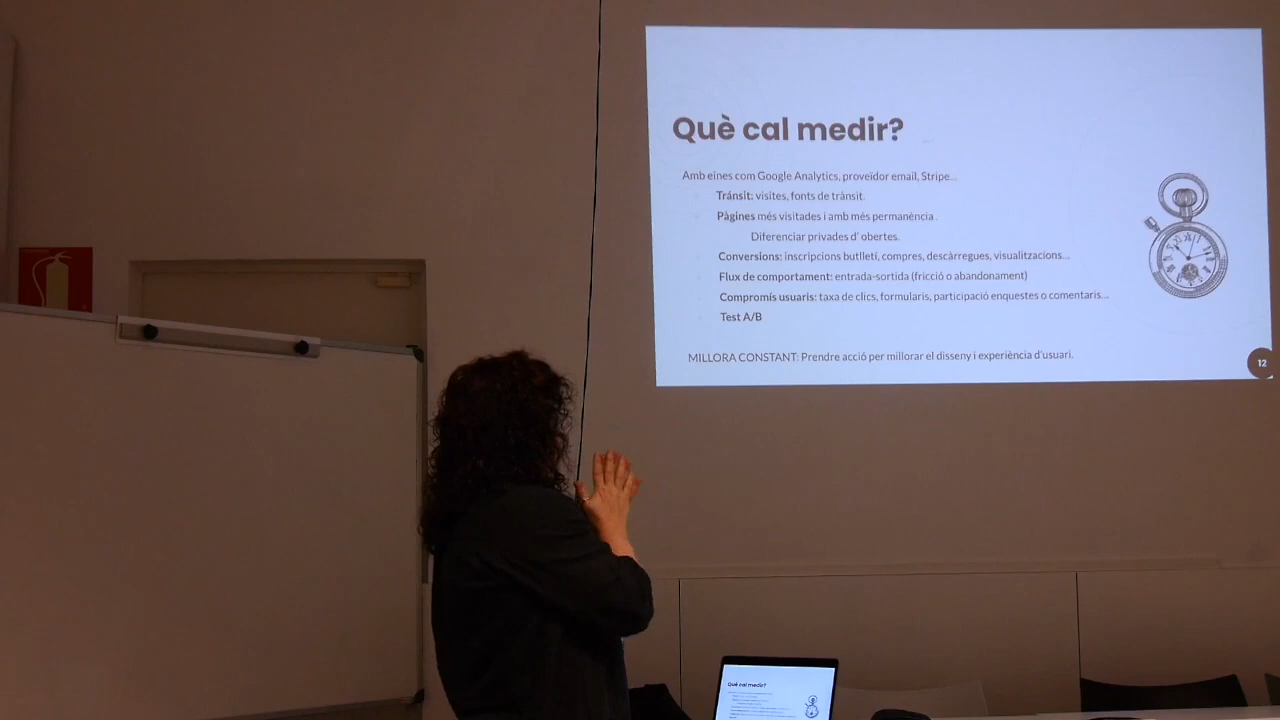 Què cal medir?
Amb eines com Google Analytics, proveïdor email, Stripe...
Tránsit: visites, fonts de trànsit.
Pàgines més visitades i amb més permanència.
Diferenciar privades d' obertes.
Conversions: inscripcions butlletí, compres, descàrregues, visualitzacions...
Flux de comportament: entrada-sortida (fricció o abandonament)
Compromís usuaris: taxa de clics, formularis, participació enquestes o comentaris...
Test A/B
MILLORA CONSTANT: Prendre acció per millorar el disseny i experiència d'usuari.
12
Què cal medir?